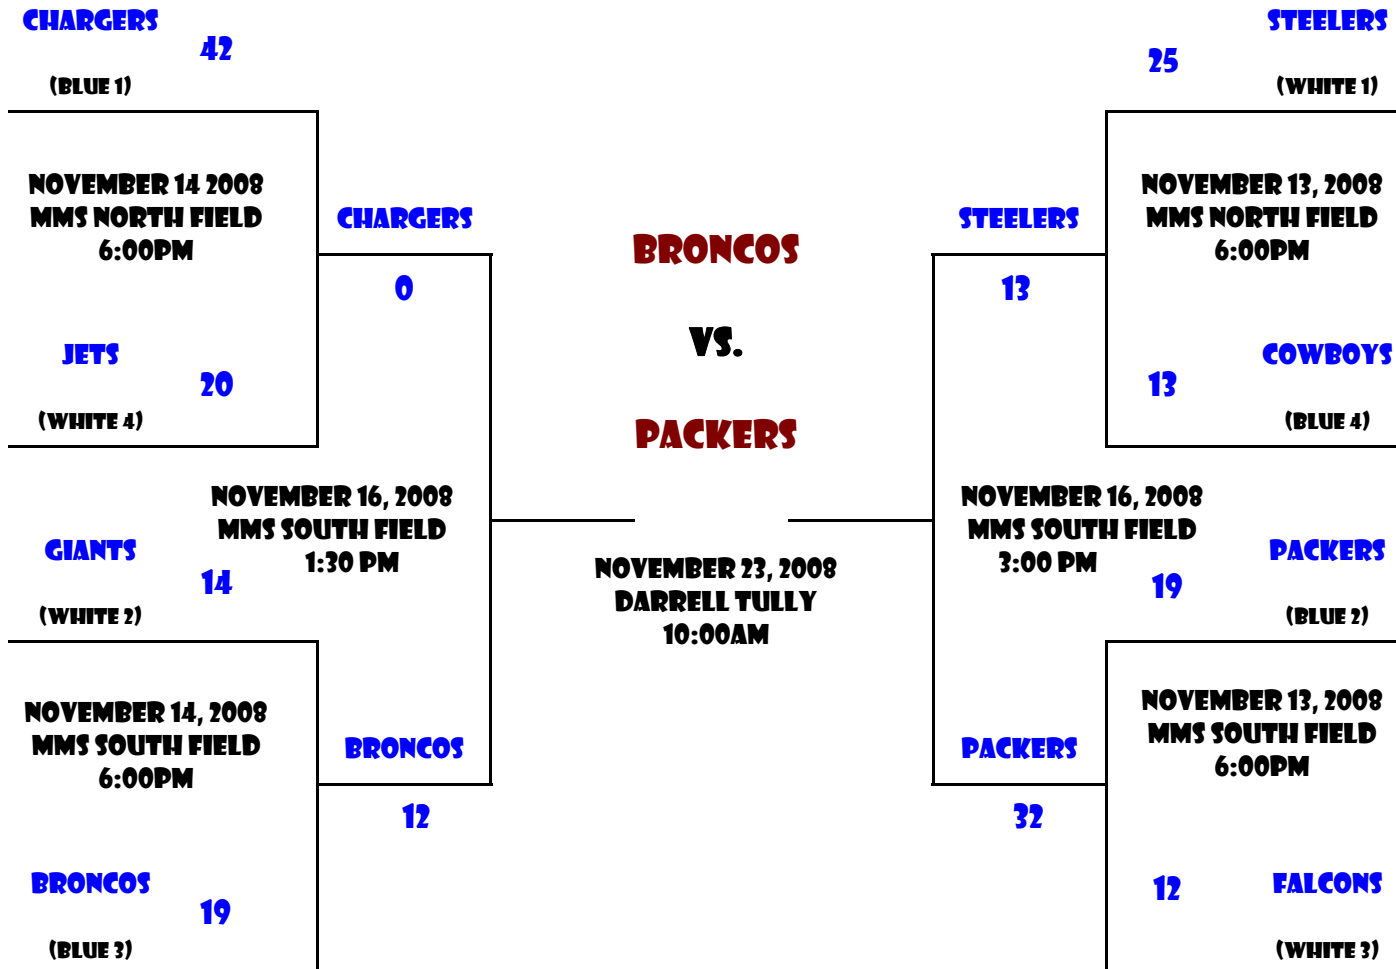 CHARGERS
42
(BLUE 1)
NOVEMBER 14 2008
MMS NORTH FIELD
6:00PM
JETS
20
(WHITE 4)
GIANTS
14
(WHITE 2)
NOVEMBER 14, 2008
MMS SOUTH FIELD
6:00PM
BRONCOS
19
(BLUE 3)
CHARGERS
0
NOVEMBER 16, 2008
MMS SOUTH FIELD
1:30 PM
BRONCOS
12
BRONCOS
VS.
PACKERS
NOVEMBER 23, 2008
DARRELL TULLY
10:00AM
STEELERS
13
NOVEMBER 16, 2008
MMS SOUTH FIELD
3:00 PM
PACKERS
32
STEELERS
25
(WHITE 1)
NOVEMBER 13, 2008
MMS NORTH FIELD
6:00PM
COWBOYS
13
(BLUE 4)
PACKERS
19
(BLUE 2)
NOVEMBER 13, 2008
MMS SOUTH FIELD
6:00PM
12
FALCONS
(WHITE 3)